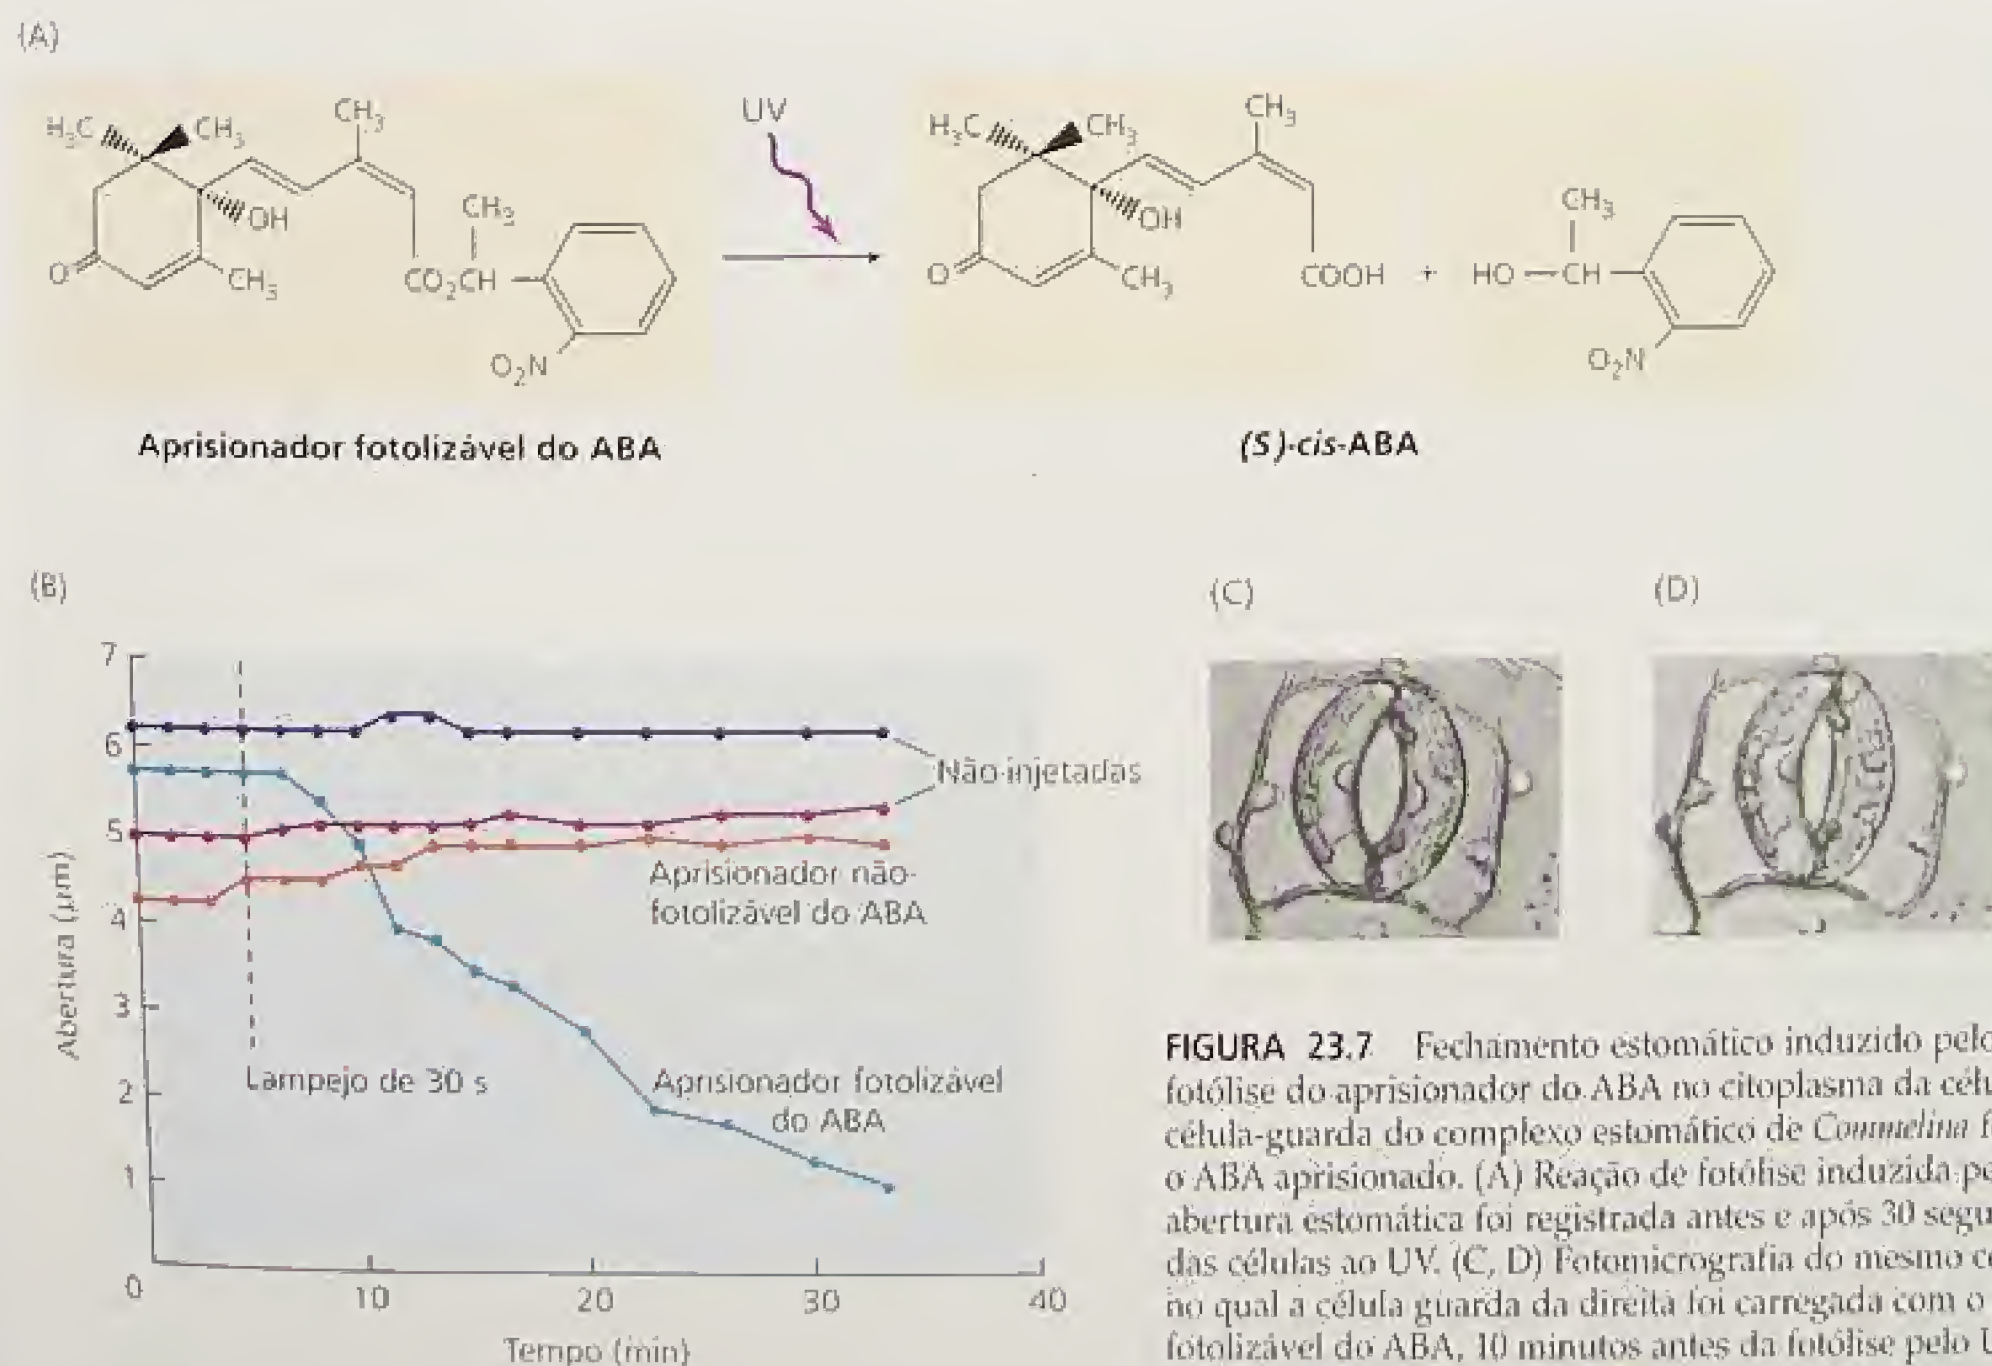 (A)
H₃C CH₃ CH₃
OH
CH₃
O CH₃ CO₂CH
O₂N
UV
H₃C CH₃ CH₃
OH
CH₃
O CH₃ COOH + HO CH
O₂N
Aprisionador fotolizável do ABA
(S)-cis-ABA
(B)
7
6
5
4
3
2
1
0
10
20
30
40
Abertura (µm)
Tempo (min)
Não-injetadas
Aprisionador não-
fotolizável do ABA
Lampejo de 30 s
Aprisionador fotolizável
do ABA
(C)
(D)
FIGURA 23.7 Fechamento estomático induzido pelo
fotólise do aprisionador do ABA no citoplasma da
célula-guarda do complexo estomático de Commelina
o ABA aprisionado. (A) Reação de fotólise induzida
abertura estomática foi registrada antes e após 30
das células ao UV. (C, D) Fotomicrografia do mesmo
no qual a célula guarda da direita foi carregada com o
fotolizável do ABA, 10 minutos antes da fotólise pelo